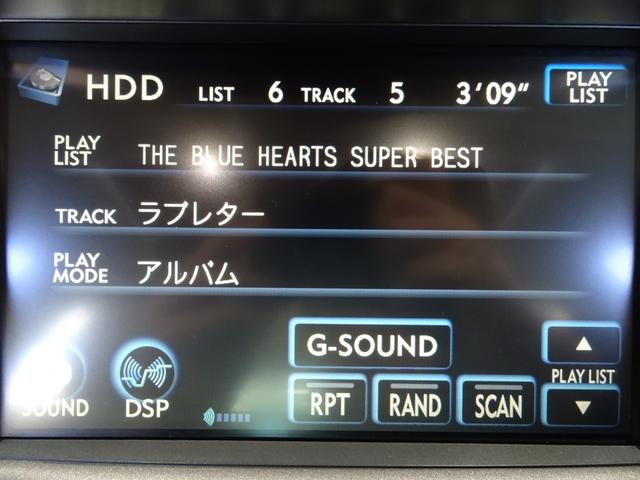 HDD LIST 6 TRACK 5 3'09" PLAY LIST
PLAY LIST THE BLUE HEARTS SUPER BEST
TRACK ラブレター
PLAY MODE アルバム
G-SOUND
SOUND DSP RPT RAND SCAN PLAY LIST